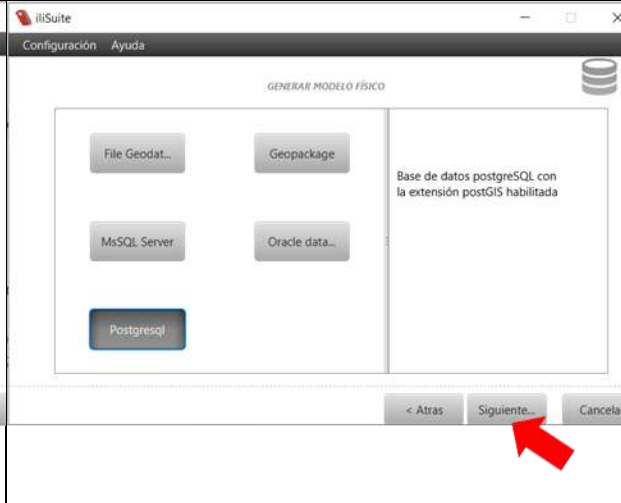 iliSuite
Configuración Ayuda
GENERAR MODELO FÍSICO
File Geodat... Geopackage
Base de datos postgreSQL con
la extensión postGIS habilitada
MsSQL Server Oracle data...
Postgresql
< Atras Siguiente... Cancela